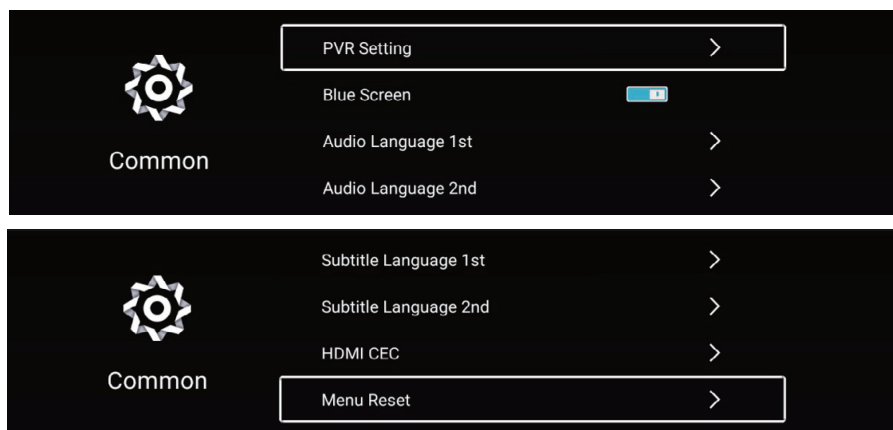 PVR Setting
Blue Screen
Audio Language 1st
Common
Audio Language 2nd
Subtitle Language 1st
Subtitle Language 2nd
HDMI CEC
Common
Menu Reset